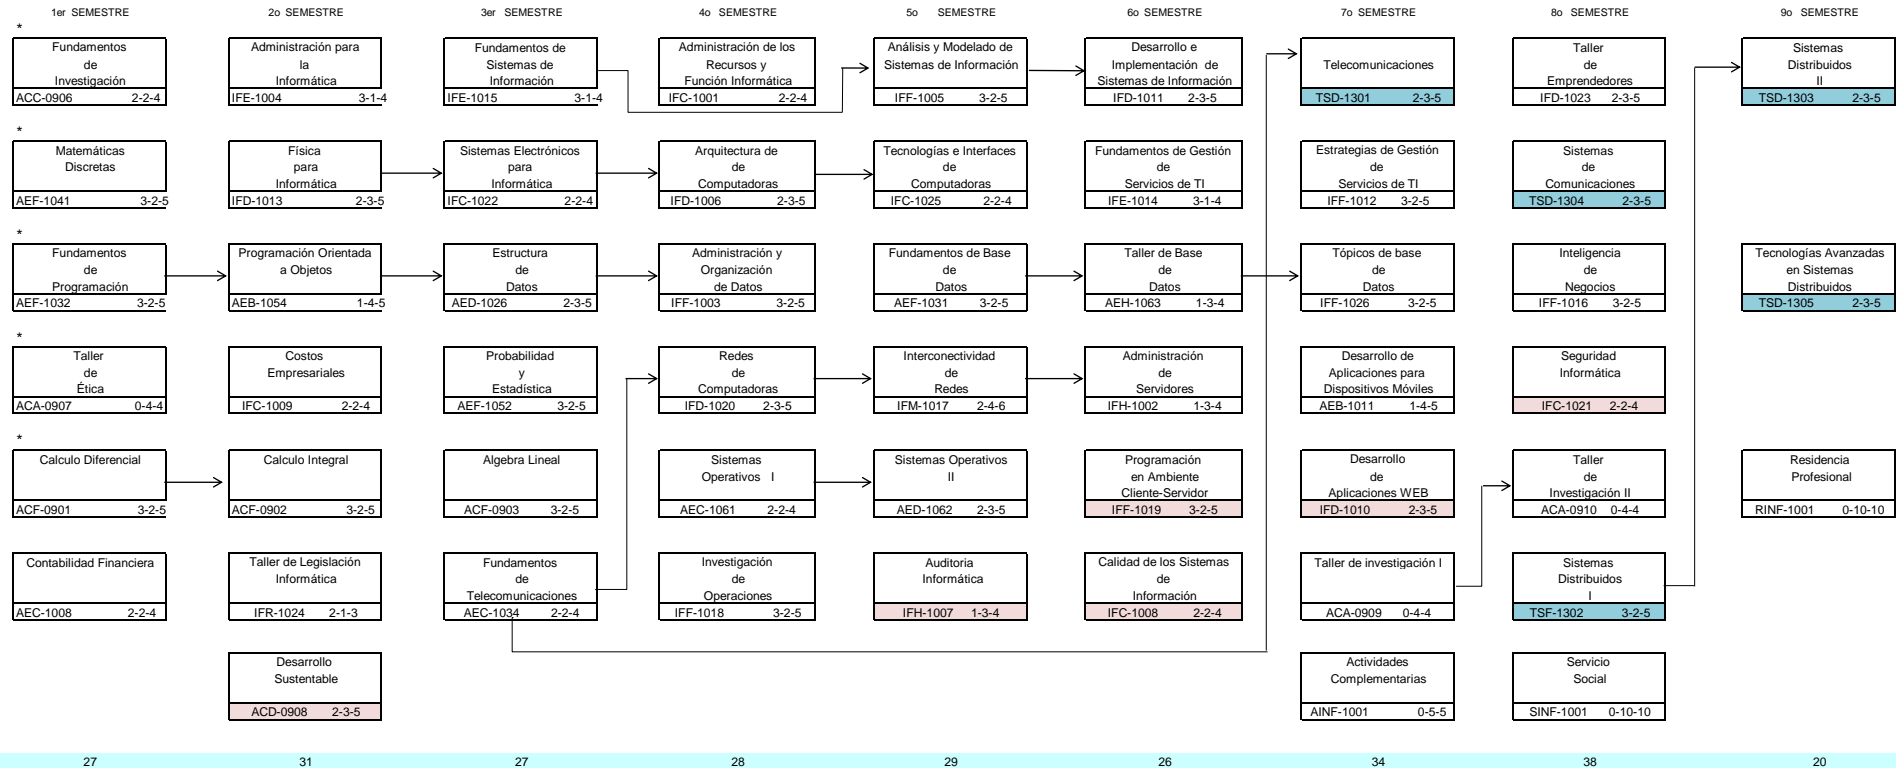 1er SEMESTRE
*
Fundamentos
de
Investigación
ACC-0906 2-2-4
*
Matemáticas
Discretas
AEF-1041 3-2-5
*
Fundamentos
de
Programación
AEF-1032 3-2-5
*
Taller
de
Ética
ACA-0907 0-4-4
*
Calculo Diferencial
ACF-0901 3-2-5
Contabilidad Financiera
AEC-1008 2-2-4
27
2o SEMESTRE
Administración para
la
Informática
IFE-1004 3-1-4
Física
para
Informática
IFD-1013 2-3-5
Programación Orientada
a Objetos
AEB-1054 1-4-5
Costos
Empresariales
IFC-1009 2-2-4
Calculo Integral
ACF-0902 3-2-5
Taller de Legislación
Informática
IFR-1024 2-1-3
Desarrollo
Sustentable
ACD-0908 2-3-5
31
3er SEMESTRE
Fundamentos de
Sistemas de
Información
IFE-1015 3-1-4
Sistemas Electrónicos
para
Informática
IFC-1022 2-2-4
Estructura
de
Datos
AED-1026 2-3-5
Probabilidad
y
Estadística
AEF-1052 3-2-5
Algebra Lineal
ACF-0903 3-2-5
Fundamentos
de
Telecomunicaciones
AEC-1034 2-2-4
27
4o SEMESTRE
Administración de los
Recursos y
Función Informática
IFC-1001 2-2-4
Arquitectura de
de
Computadoras
IFD-1006 2-3-5
Administración y
Organización
de Datos
IFF-1003 3-2-5
Redes
de
Computadoras
IFD-1020 2-3-5
Sistemas
Operativos I
AEC-1061 2-2-4
Investigación
de
Operaciones
IFF-1018 3-2-5
28
5o SEMESTRE
Análisis y Modelado de
Sistemas de Información
IFF-1005 3-2-5
Tecnologías e Interfaces
de
Computadoras
IFC-1025 2-2-4
Fundamentos de Base
de
Datos
AEF-1031 3-2-5
Interconectividad
de
Redes
IFM-1017 2-4-6
Sistemas Operativos
II
AED-1062 2-3-5
Auditoria
Informática
IFH-1007 1-3-4
29
6o SEMESTRE
Desarrollo e
Implementación de
Sistemas de Información
IFD-1011 2-3-5
Fundamentos de Gestión
de
Servicios de TI
IFE-1014 3-1-4
Taller de Base
de
Datos
AEH-1063 1-3-4
Administración
de
Servidores
IFH-1002 1-3-4
Programación
en Ambiente
Cliente-Servidor
IFF-1019 3-2-5
Calidad de los Sistemas
de
Información
IFC-1008 2-2-4
26
7o SEMESTRE
Telecomunicaciones
TSD-1301 2-3-5
Estrategias de Gestión
de
Servicios de TI
IFF-1012 3-2-5
Tópicos de base
de
Datos
IFF-1026 3-2-5
Desarrollo de
Aplicaciones para
Dispositivos Móviles
AEB-1011 1-4-5
Desarrollo
de
Aplicaciones WEB
IFD-1010 2-3-5
Taller de investigación I
ACA-0909 0-4-4
Actividades
Complementarias
AINF-1001 0-5-5
34
8o SEMESTRE
Taller
de
Emprendedores
IFD-1023 2-3-5
Sistemas
de
Comunicaciones
TSD-1304 2-3-5
Inteligencia
de
Negocios
IFF-1016 3-2-5
Seguridad
Informática
IFC-1021 2-2-4
Taller
de
Investigación II
ACA-0910 0-4-4
Sistemas
Distribuidos
I
TSF-1302 3-2-5
Servicio
Social
SINF-1001 0-10-10
38
9o SEMESTRE
Sistemas
Distribuidos
II
TSD-1303 2-3-5
Tecnologías Avanzadas
en Sistemas
Distribuidos
TSD-1305 2-3-5
Residencia
Profesional
RINF-1001 0-10-10
20